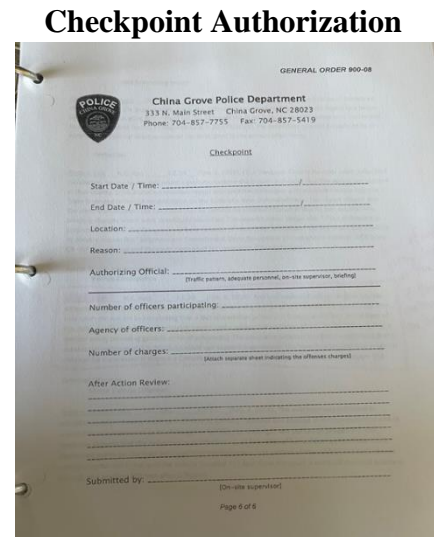 Checkpoint Authorization
GENERAL ORDER 900-08
POLICE
CHINA GROVE
China Grove Police Department
333 N. Main Street China Grove, NC 28023
Phone: 704-857-7755 Fax: 704-857-5419
Checkpoint
Start Date / Time: /
End Date / Time: /
Location:
Reason:
Authorizing Official:
[Traffic pattern, adequate personnel, on-site supervisor, briefing]
Number of officers participating:
Agency of officers:
Number of charges:
[Attach separate sheet indicating the offenses charges]
After Action Review:
Submitted by:
[On-site supervisor]
Page 6 of 6